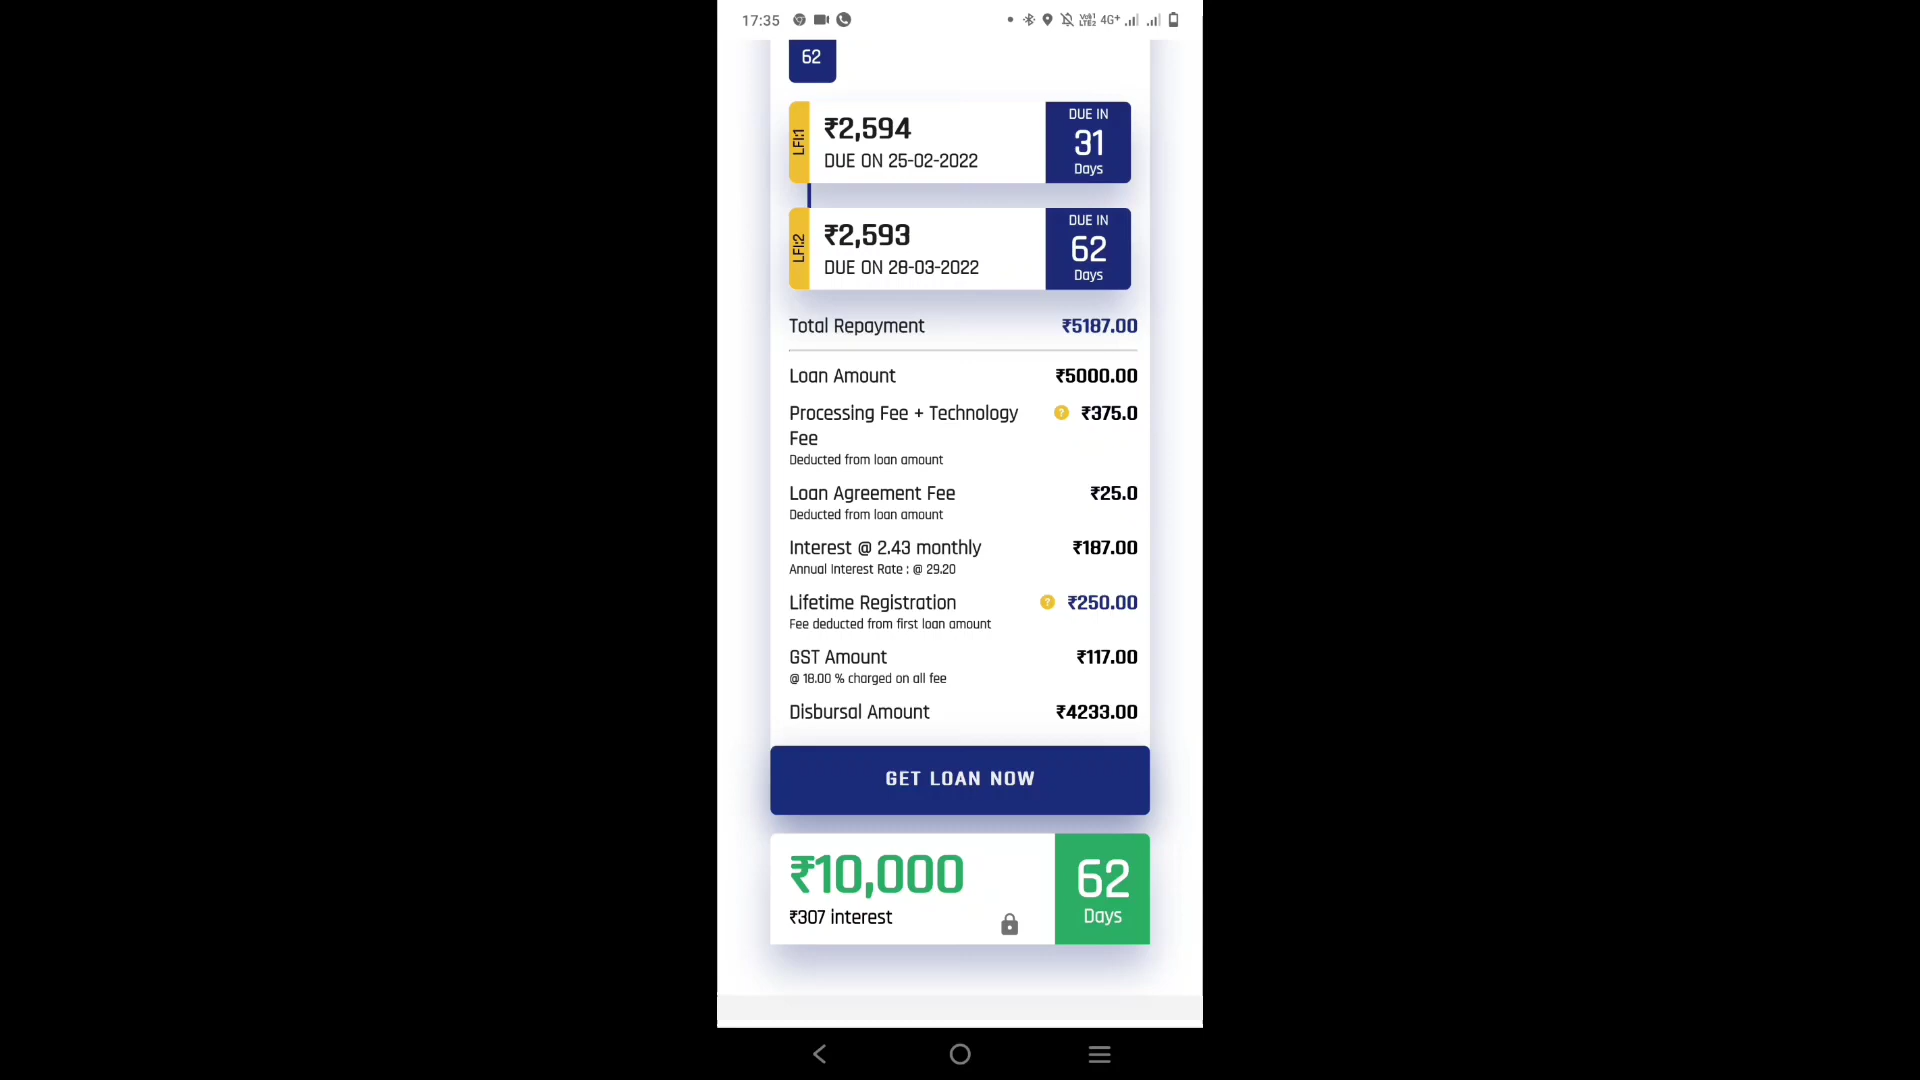 17:35
4G+
62
LFI:1
₹2,594
DUE ON 25-02-2022
DUE IN
31
Days
LFI:2
₹2,593
DUE ON 28-03-2022
DUE IN
62
Days
Total Repayment ₹5187.00
Loan Amount ₹5000.00
Processing Fee + Technology ? ₹375.0
Fee
Deducted from loan amount
Loan Agreement Fee ₹25.0
Deducted from loan amount
Interest @ 2.43 monthly ₹187.00
Annual Interest Rate : @ 29.20
Lifetime Registration ? ₹250.00
Fee deducted from first loan amount
GST Amount ₹117.00
@ 18.00 % charged on all fee
Disbursal Amount ₹4233.00
GET LOAN NOW
₹10,000
₹307 interest
62
Days